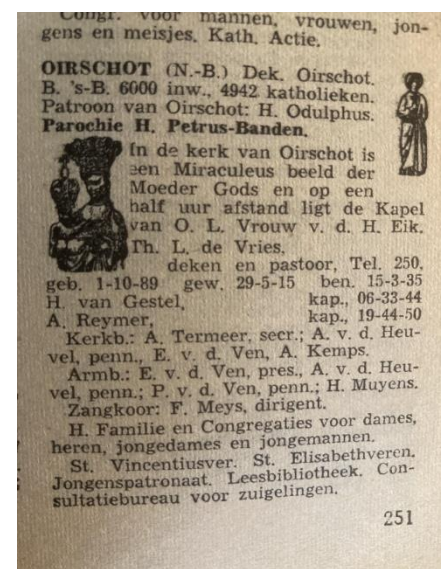 Congr. voor mannen, vrouwen, jon-
gens en meisjes. Kath. Actie.
OIRSCHOT (N.-B.) Dek. Oirschot.
B. 's-B. 6000 inw., 4942 katholieken.
Patroon van Oirschot: H. Odulphus.
Parochie H. Petrus-Banden.
In de kerk van Oirschot is
een Miraculeus beeld der
Moeder Gods en op een
half uur afstand ligt de Kapel
van O. L. Vrouw v. d. H. Eik.
Th. L. de Vries.
deken en pastoor, Tel. 250,
geb. 1-10-89 gew. 29-5-15 ben. 15-3-35
H. van Gestel, kap., 06-33-44
A. Reymer, kap., 19-44-50
Kerkb.: A. Termeer, secr.; A. v. d. Heu-
vel, penn., E. v. d. Ven, A. Kemps.
Armb.: E. v. d. Ven, pres., A. v. d. Heu-
vel, penn.; P. v. d. Ven, penn.; H. Muyens.
Zangkoor: F. Meys, dirigent.
H. Familie en Congregaties voor dames,
heren, jongedames en jongemannen.
St. Vincentiusver. St. Elisabethveren.
Jongenspatronaat. Leesbibliotheek. Con-
sultatiebureau voor zuigelingen.
251